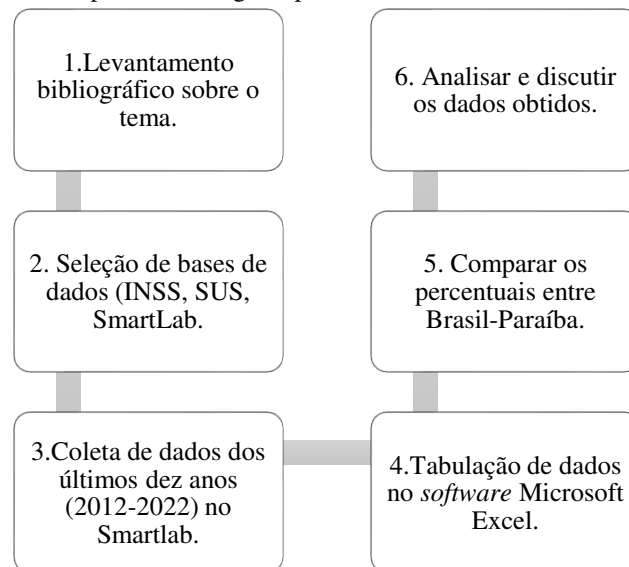 1.Levantamento
bibliográfico sobre o
tema.
2. Seleção de bases de
dados (INSS, SUS,
SmartLab.
3.Coleta de dados dos
últimos dez anos
(2012-2022) no
Smartlab.
4.Tabulação de dados
no software Microsoft
Excel.
5. Comparar os
percentuais entre
Brasil-Paraíba.
6. Analisar e discutir
os dados obtidos.